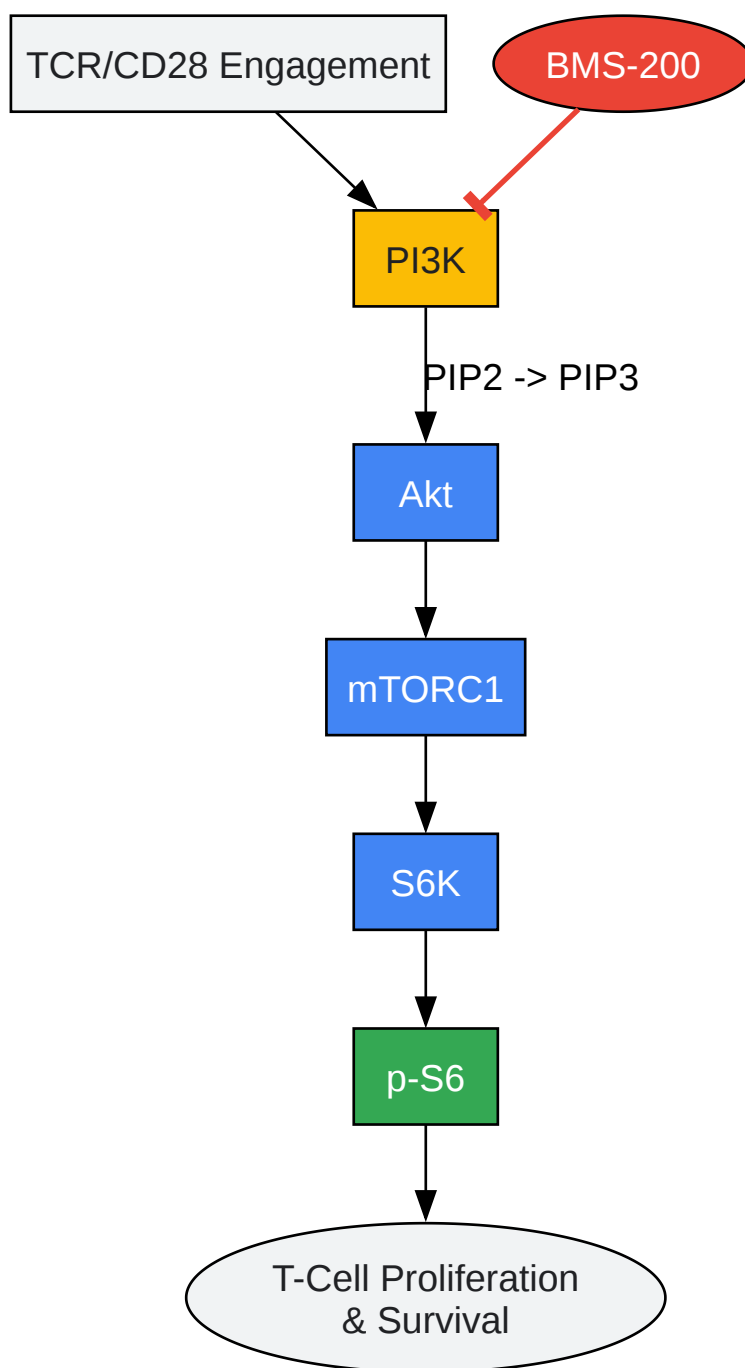 TCR/CD28 Engagement
BMS-200
PI3K
PIP2 -> PIP3
Akt
mTORC1
S6K
p-S6
T-Cell Proliferation
& Survival